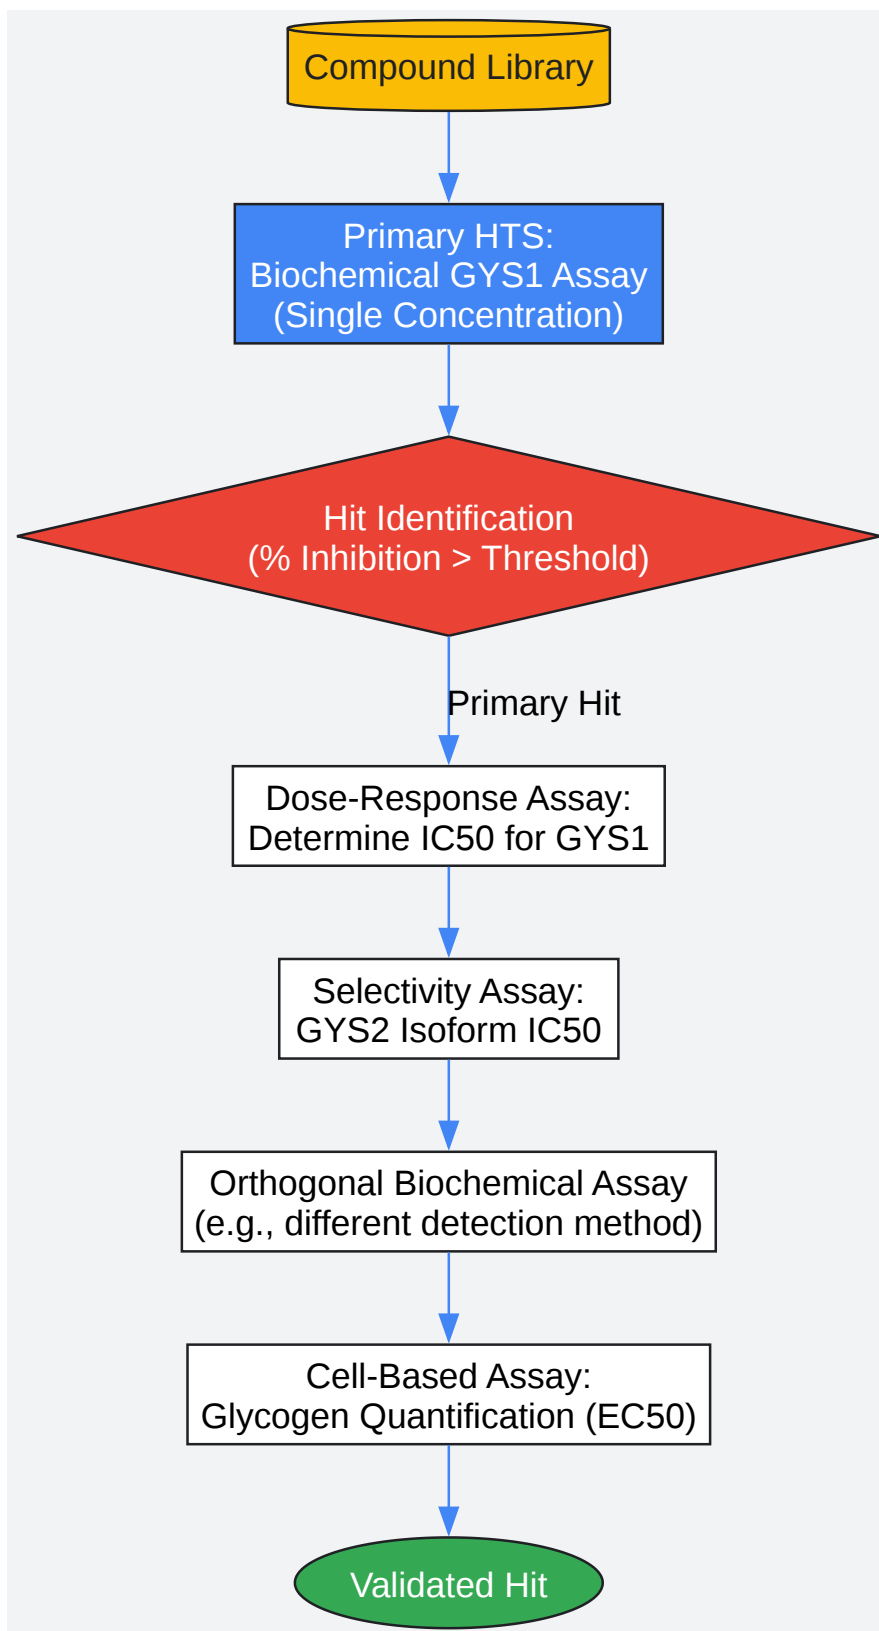 Compound Library
Primary HTS:
Biochemical GYS1 Assay
(Single Concentration)
Hit Identification
(% Inhibition > Threshold)
Primary Hit
Dose-Response Assay:
Determine IC50 for GYS1
Selectivity Assay:
GYS2 Isoform IC50
Orthogonal Biochemical Assay
(e.g., different detection method)
Cell-Based Assay:
Glycogen Quantification (EC50)
Validated Hit